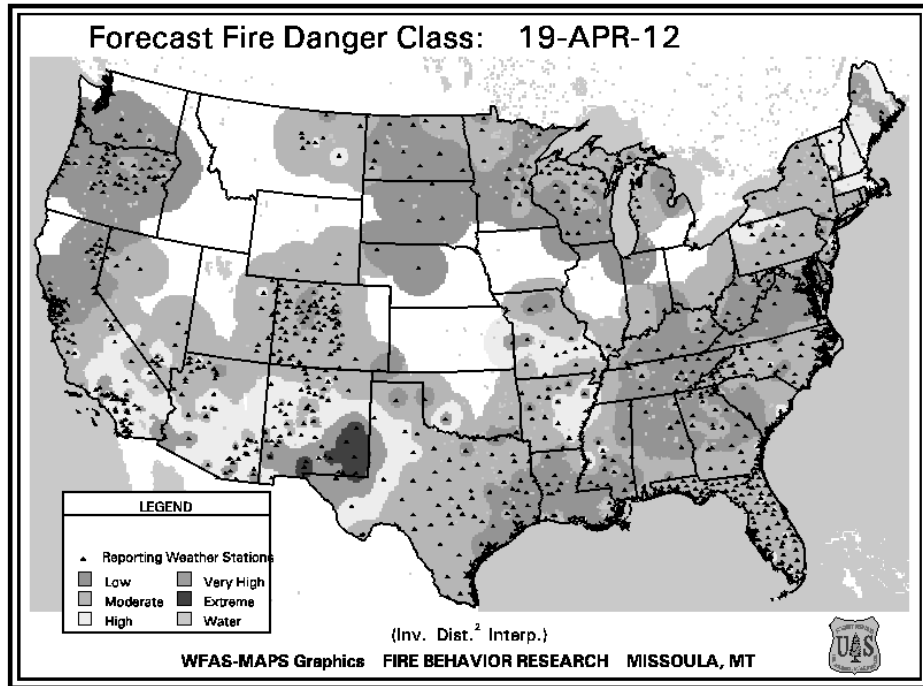 Forecast Fire Danger Class: 19-APR-12
LEGEND
Reporting Weather Stations
Low Very High
Moderate Extreme
High Water
(Inv. Dist.² Interp.)
WFAS-MAPS Graphics FIRE BEHAVIOR RESEARCH MISSOULA, MT
UAS